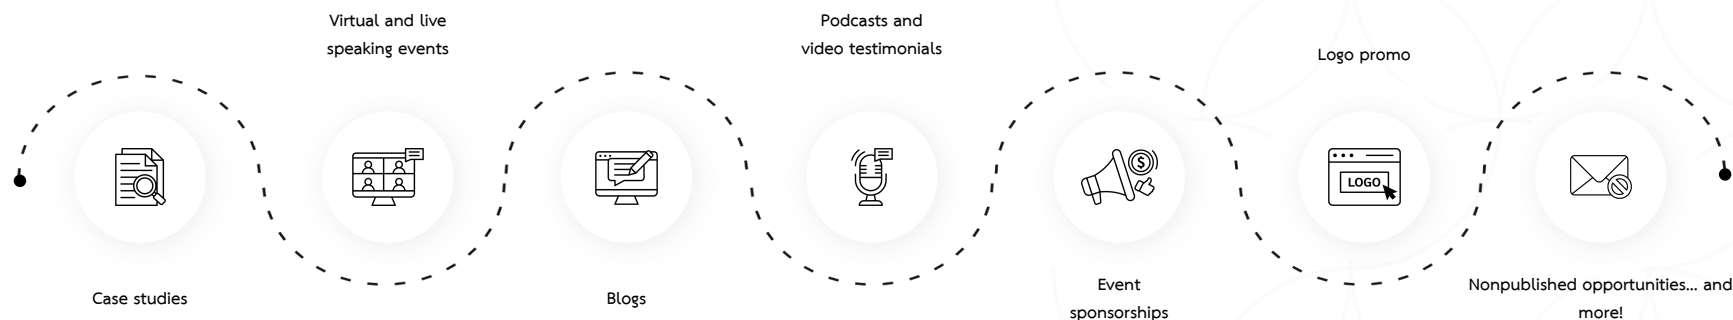 Case studies
Virtual and live
speaking events
Blogs
Podcasts and
video testimonials
$
Event
sponsorships
Logo promo
LOGO
Nonpublished opportunities... and
more!